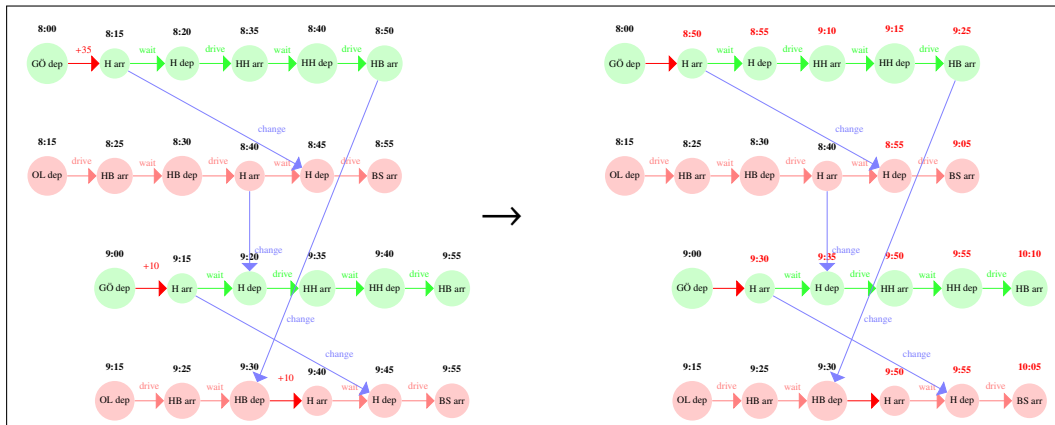 8:00 8:15 8:20 8:35 8:40 8:50
+35 wait drive wait drive
GÖ dep H arr H dep HH arr HH dep HB arr
change
8:15 8:25 8:30 8:40 8:45 8:55
drive wait drive wait drive
OL dep HB arr HB dep H arr H dep BS arr
change
9:00 9:15 9:20 9:35 9:40 9:55
+10 wait drive wait drive
GÖ dep H arr H dep HH arr HH dep HB arr
change
change
9:15 9:25 9:30 9:40 9:45 9:55
drive wait +10 wait drive
OL dep HB arr HB dep H arr H dep BS arr
8:00 8:50 8:55 9:10 9:15 9:25
wait drive wait drive
GÖ dep H arr H dep HH arr HH dep HB arr
change
8:15 8:25 8:30 8:40 8:55 9:05
drive wait drive wait drive
OL dep HB arr HB dep H arr H dep BS arr
change
9:00 9:30 9:35 9:50 9:55 10:10
wait drive wait drive
GÖ dep H arr H dep HH arr HH dep HB arr
change
change
9:15 9:25 9:30 9:50 9:55 10:05
drive wait wait drive
OL dep HB arr HB dep H arr H dep BS arr